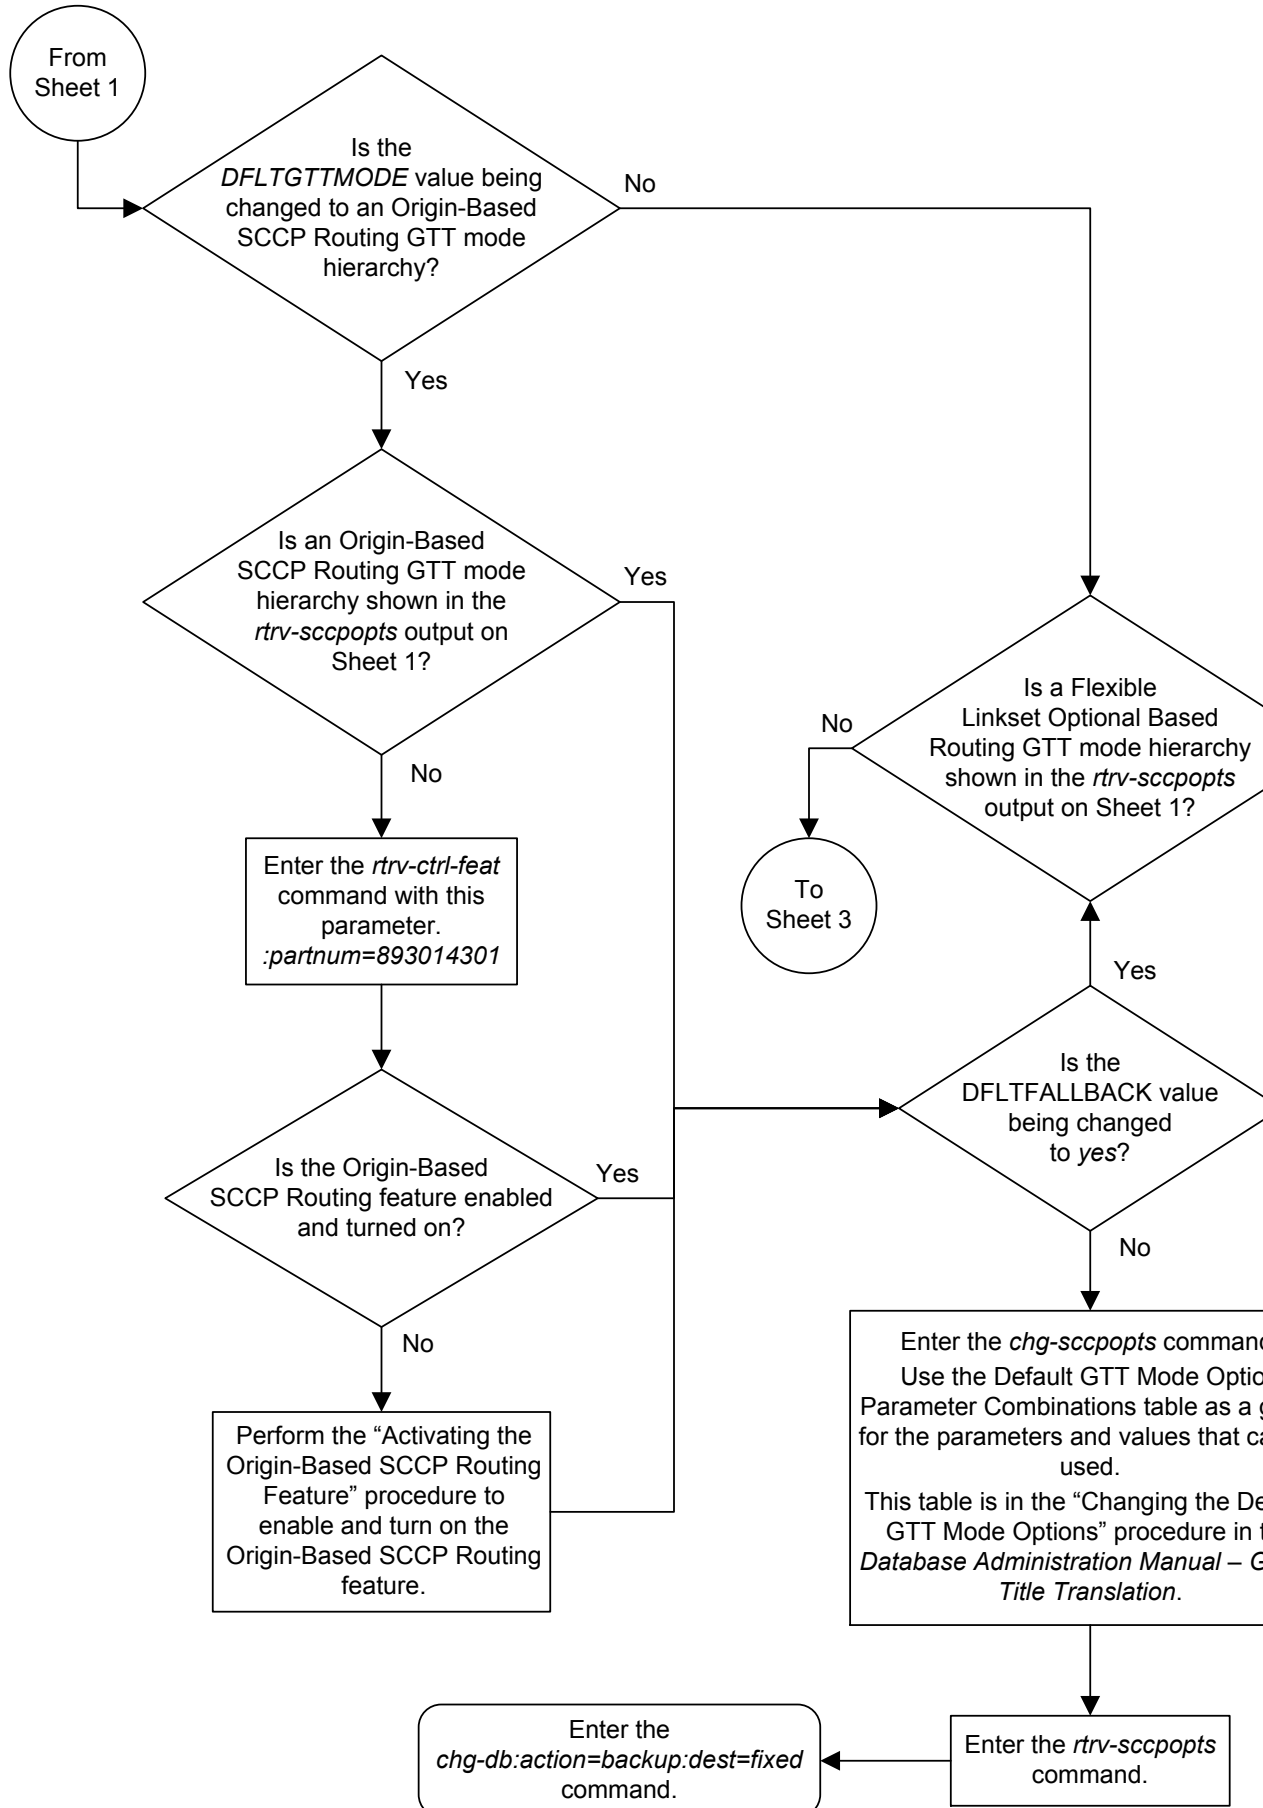 From
Sheet 1
Is the
DFLTGTTMODE value being
changed to an Origin-Based
SCCP Routing GTT mode
hierarchy?
No
Yes
Is an Origin-Based
SCCP Routing GTT mode
hierarchy shown in the
rtrv-sccpopts output on
Sheet 1?
Yes
No
Enter the rtrv-ctrl-feat
command with this
parameter.
:partnum=893014301
Is the Origin-Based
SCCP Routing feature enabled
and turned on?
Yes
No
Perform the “Activating the
Origin-Based SCCP Routing
Feature” procedure to
enable and turn on the
Origin-Based SCCP Routing
feature.
Is a Flexible
Linkset Optional Based
Routing GTT mode hierarchy
shown in the rtrv-sccpopts
output on Sheet 1?
No
To
Sheet 3
Yes
Is the
DFLTFALLBACK value
being changed
to yes?
No
Enter the chg-sccpopts
Use the Default GTT Mode
Parameter Combinations table as a
for the parameters and values that
used.
This table is in the “Changing the
GTT Mode Options” procedure in
Database Administration Manual –
Title Translation.
Enter the rtrv-sccpopts
command.
Enter the
chg-db:action=backup:dest=fixed
command.